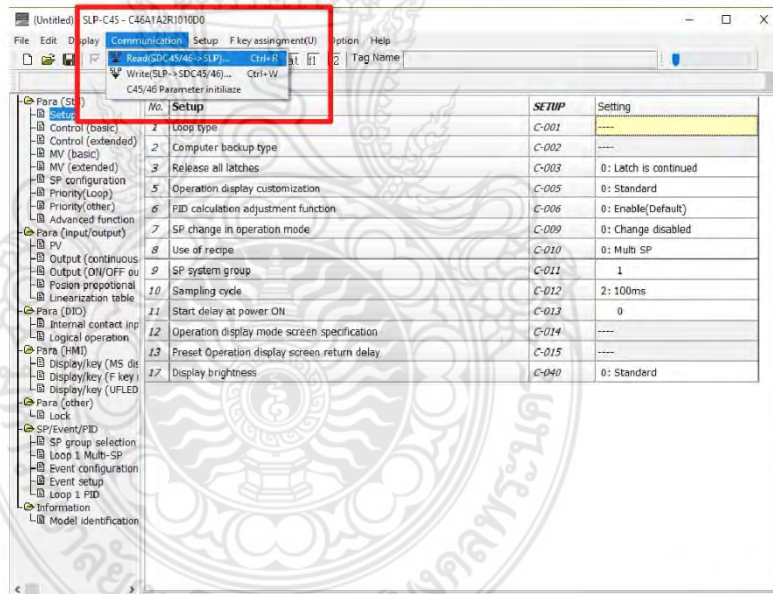 (Untitled) SLP-C45 - C46A1A2R1010D0
File Edit Display Communication Setup F key assingment(U) Option Help
Read(SDC45/46->SLP)... Ctrl+R
Tag Name
Write(SLP->SDC45/46)... Ctrl+W
C45/46 Parameter initiliaze
Para (Std)
Setup
Control (basic)
Control (extended)
MV (basic)
MV (extended)
SP configuration
Priority(Loop)
Priority(other)
Advanced function
Para (input/output)
PV
Output (continuous
Output (ON/OFF ou
Posion propotional
Linearization table
Para (DIO)
Internal contact inp
Logical operation
Para (HMI)
Display/key (MS dis
Display/key (F key
Display/key (UFLED
Para (other)
Lock
SP/Event/PID
SP group selection
Loop 1 Multi-SP
Event configuration
Event setup
Loop 1 PID
Information
Model identification
No. Setup SETUP Setting
1 Loop type C-001 ----
2 Computer backup type C-002 ----
3 Release all latches C-003 0: Latch is continued
5 Operation display customization C-005 0: Standard
6 PID calculation adjustment function C-006 0: Enable(Default)
7 SP change in operation mode C-009 0: Change disabled
8 Use of recipe C-010 0: Multi SP
9 SP system group C-011 1
10 Sampling cycle C-012 2: 100ms
11 Start delay at power ON C-013 0
12 Operation display mode screen specification C-014 ----
13 Preset Operation display screen return delay C-015 ----
17 Display brightness C-040 0: Standard